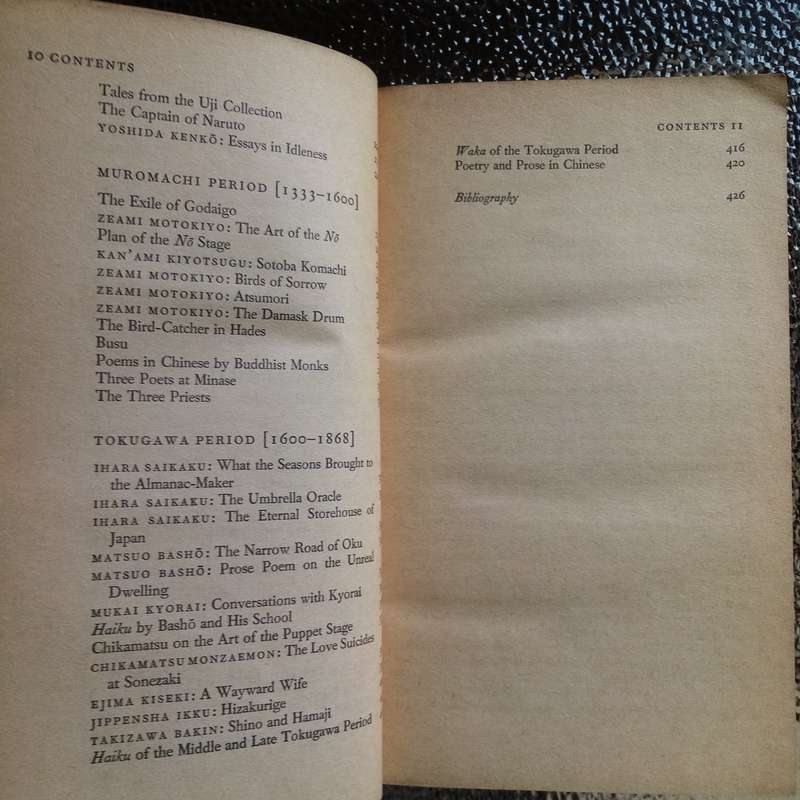 10 CONTENTS
Tales from the Uji Collection
The Captain of Naruto
YOSHIDA KENKŌ: Essays in Idleness
MUROMACHI PERIOD [1333–1600]
The Exile of Godaigo
ZEAMI MOTOKIYO: The Art of the Nō
Plan of the Nō Stage
KAN'AMI KIYOTSUGU: Sotoba Komachi
ZEAMI MOTOKIYO: Birds of Sorrow
ZEAMI MOTOKIYO: Atsumori
ZEAMI MOTOKIYO: The Damask Drum
The Bird-Catcher in Hades
Busu
Poems in Chinese by Buddhist Monks
Three Poets at Minase
The Three Priests
TOKUGAWA PERIOD [1600–1868]
IHARA SAIKAKU: What the Seasons Brought to
the Almanac-Maker
IHARA SAIKAKU: The Umbrella Oracle
IHARA SAIKAKU: The Eternal Storehouse of
Japan
MATSUO BASHŌ: The Narrow Road of Oku
MATSUO BASHŌ: Prose Poem on the Unreal
Dwelling
MUKAI KYORAI: Conversations with Kyorai
Haiku by Bashō and His School
Chikamatsu on the Art of the Puppet Stage
CHIKAMATSU MONZAEMON: The Love Suicides
at Sonezaki
EJIMA KISEKI: A Wayward Wife
JIPPENSHA IKKU: Hizakurige
TAKIZAWA BAKIN: Shino and Hamaji
Haiku of the Middle and Late Tokugawa Period
CONTENTS 11
Waka of the Tokugawa Period 416
Poetry and Prose in Chinese 420
Bibliography 426